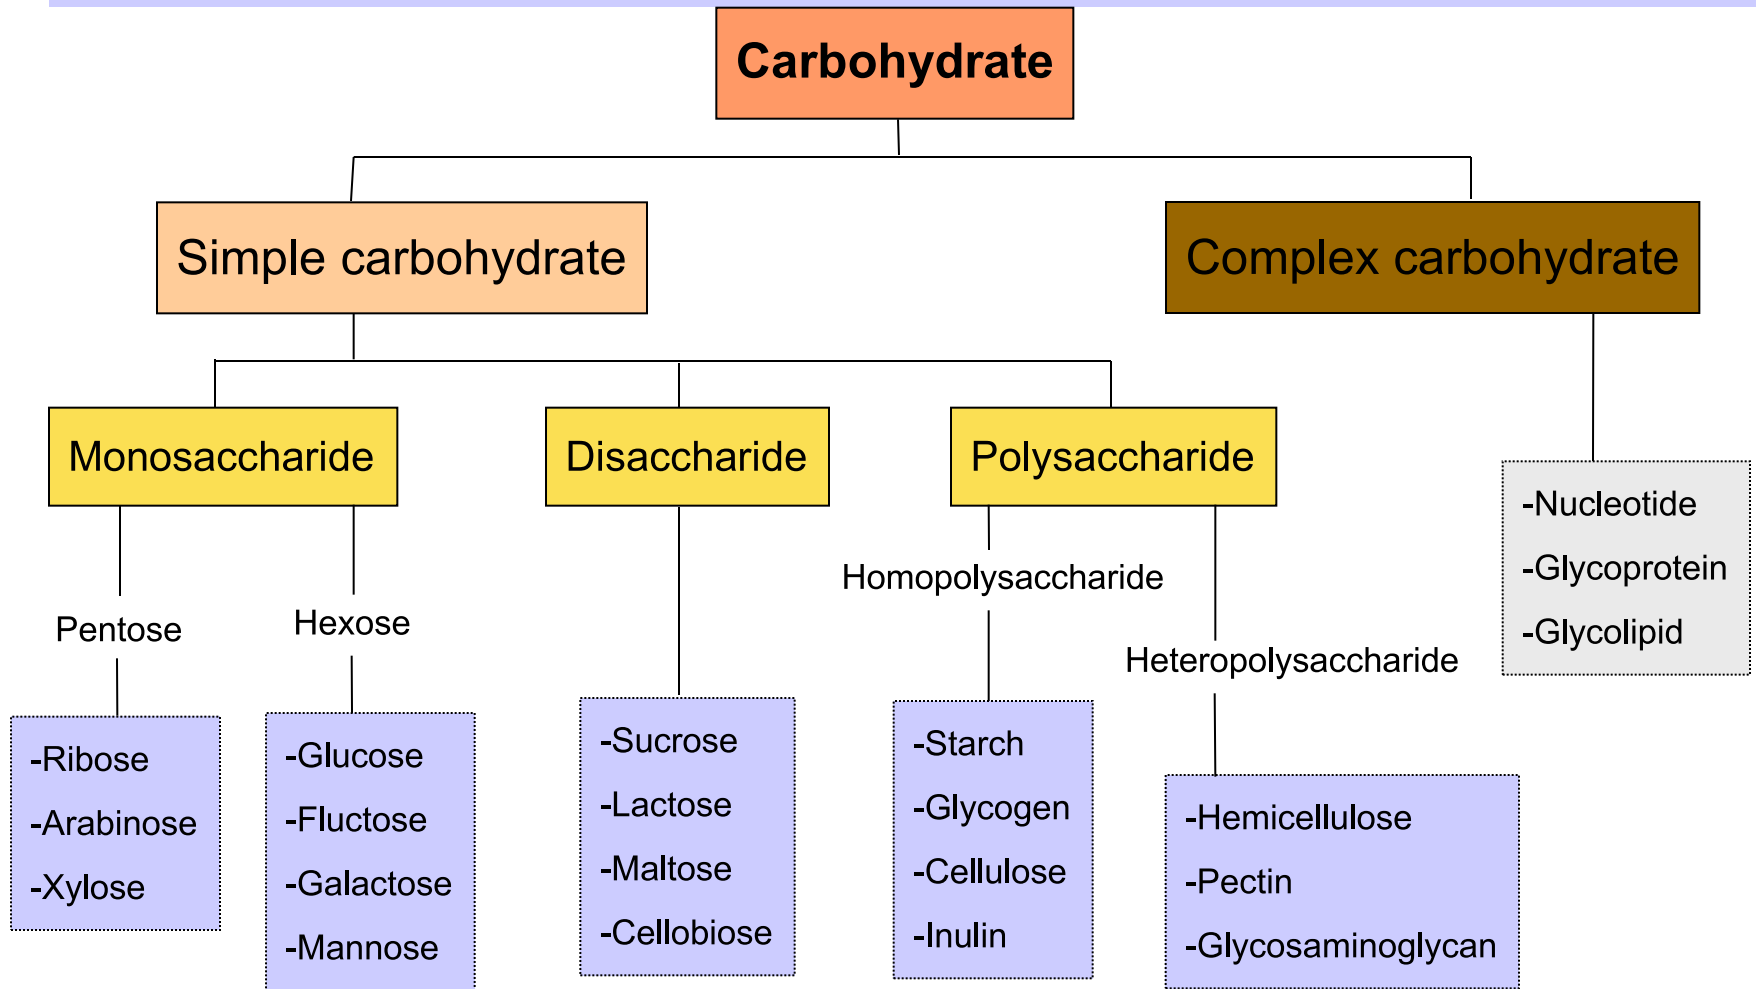 Carbohydrate
Simple carbohydrate
Complex carbohydrate
Monosaccharide
Disaccharide
Polysaccharide
Pentose
Hexose
Homopolysaccharide
Heteropolysaccharide
-Nucleotide
-Glycoprotein
-Glycolipid
-Ribose
-Arabinose
-Xylose
-Glucose
-Fluctose
-Galactose
-Mannose
-Sucrose
-Lactose
-Maltose
-Cellobiose
-Starch
-Glycogen
-Cellulose
-Inulin
-Hemicellulose
-Pectin
-Glycosaminoglycan